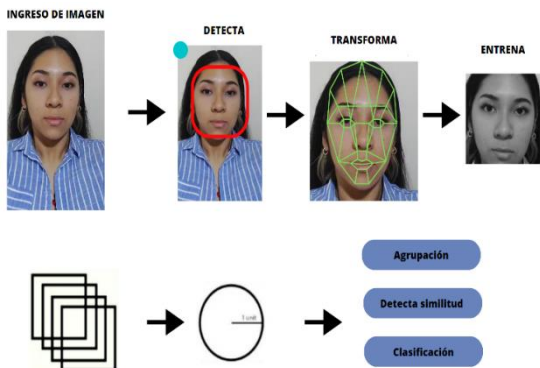 INGRESO DE IMAGEN
DETECTA
TRANSFORMA
ENTRENA
1 unit
Agrupación
Detecta similitud
Clasificación